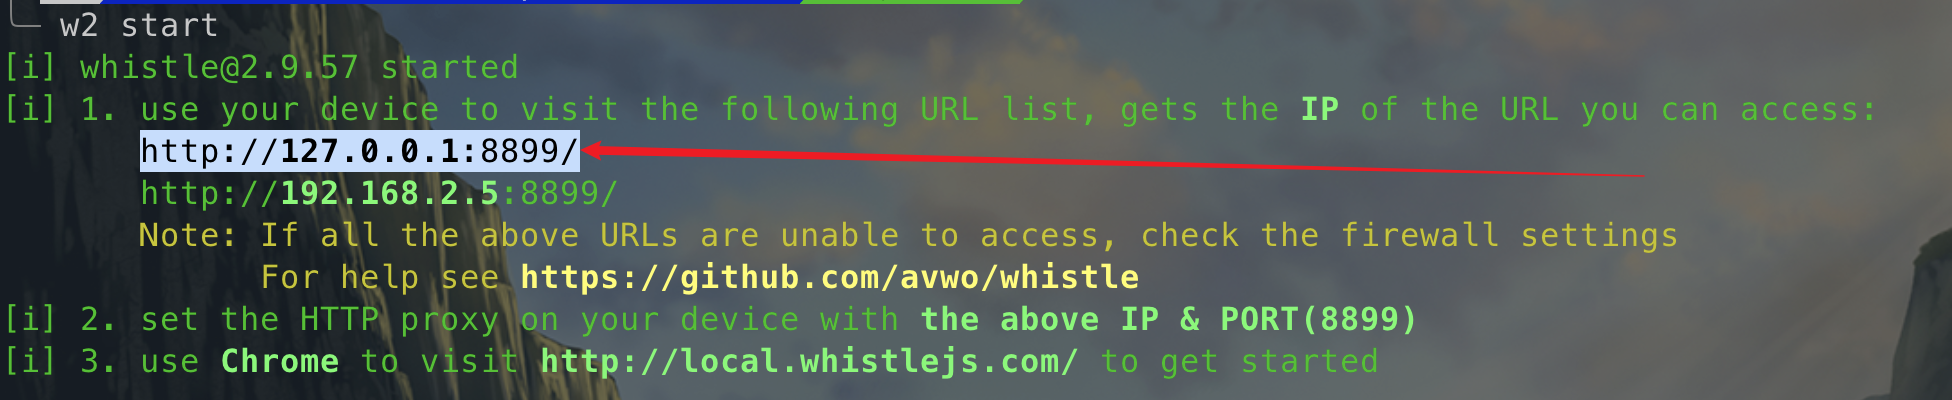 w2 start
[i] whistle@2.9.57 started
[i] 1. use your device to visit the following URL list, gets the IP of the URL you can access:
http://127.0.0.1:8899/
http://192.168.2.5:8899/
Note: If all the above URLs are unable to access, check the firewall settings
For help see https://github.com/avwo/whistle
[i] 2. set the HTTP proxy on your device with the above IP & PORT(8899)
[i] 3. use Chrome to visit http://local.whistlejs.com/ to get started